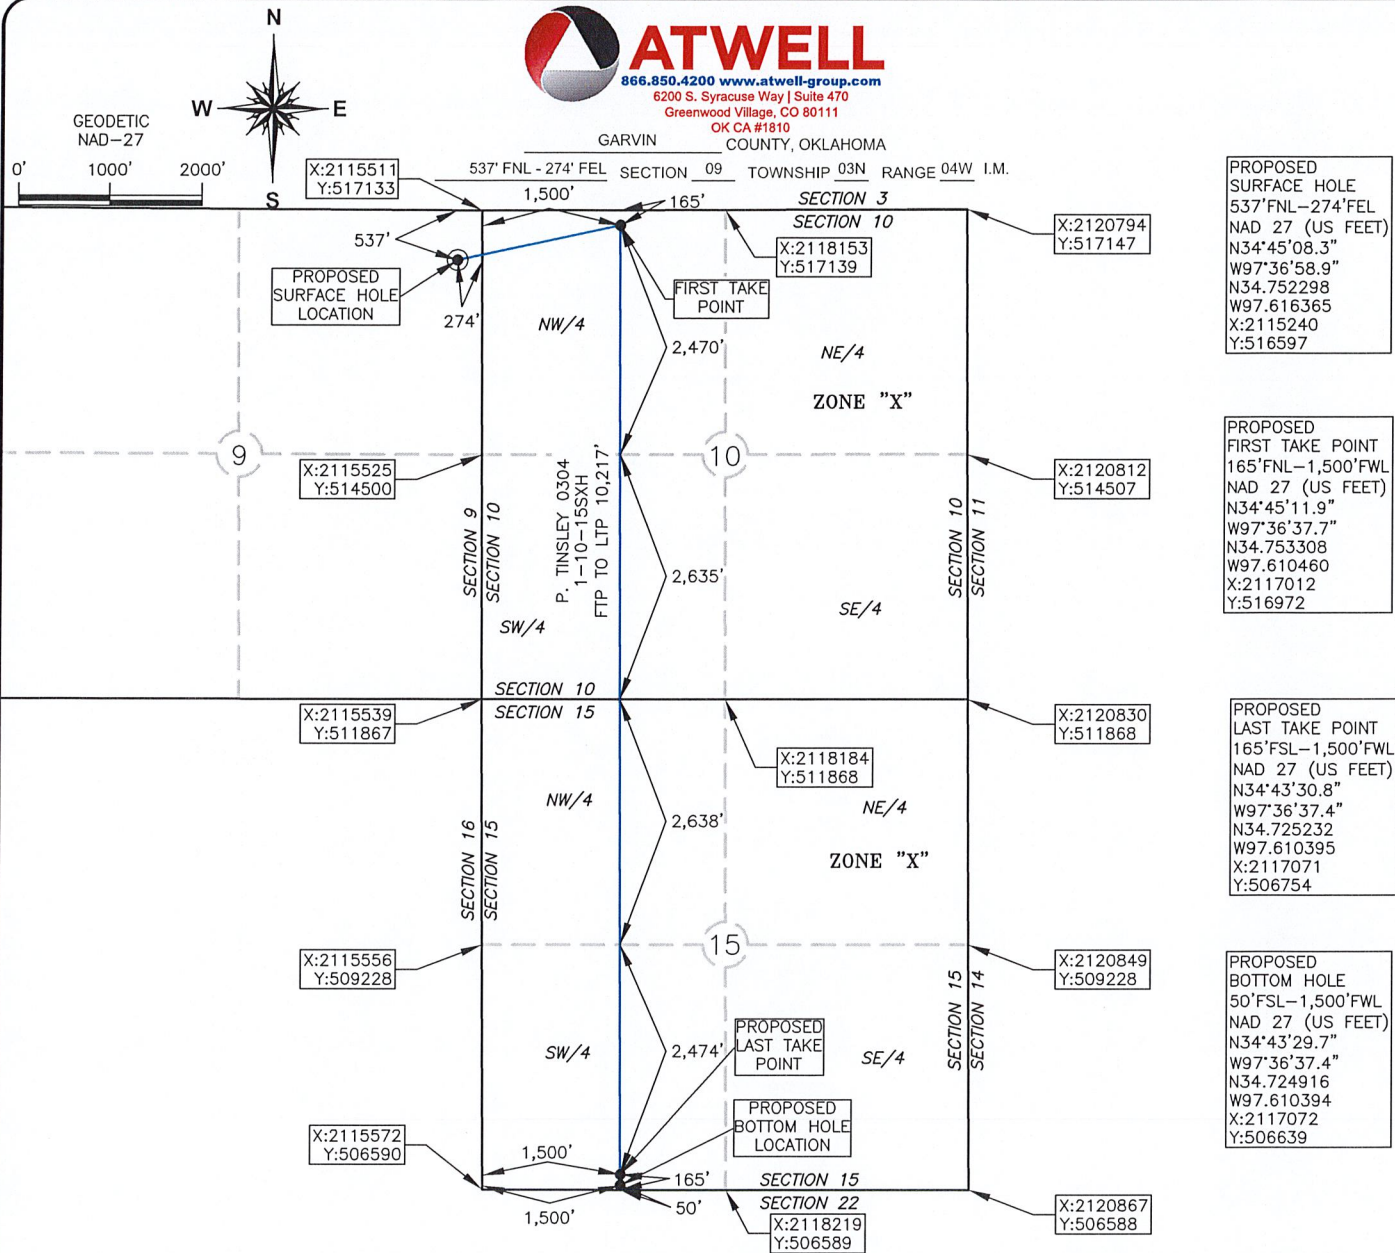 N
W
E
S
GEODETIC
NAD-27
0' 1000' 2000'
ATWELL
866.850.4200 www.atwell-group.com
6200 S. Syracuse Way | Suite 470
Greenwood Village, CO 80111
OK CA #1810
GARVIN COUNTY, OKLAHOMA
537' FNL - 274' FEL SECTION 09 TOWNSHIP 03N RANGE 04W I.M.
X:2115511
Y:517133
1,500'
165'
SECTION 3
SECTION 10
X:2118153
Y:517139
X:2120794
Y:517147
537'
PROPOSED
SURFACE HOLE
LOCATION
274'
FIRST TAKE
POINT
NW/4
2,470'
NE/4
ZONE "X"
9
10
X:2115525
Y:514500
X:2120812
Y:514507
SECTION 9
SECTION 10
P. TINSLEY 0304
1-10-15SXH
FTP TO LTP 10,217'
SECTION 10
SECTION 11
2,635'
SW/4
SE/4
SECTION 10
SECTION 15
X:2115539
Y:511867
X:2118184
Y:511868
X:2120830
Y:511868
NW/4
2,638'
NE/4
ZONE "X"
SECTION 16
SECTION 15
15
X:2115556
Y:509228
X:2120849
Y:509228
SECTION 15
SECTION 14
SW/4
2,474'
PROPOSED
LAST TAKE
POINT
SE/4
PROPOSED
BOTTOM HOLE
LOCATION
X:2115572
Y:506590
1,500'
165'
SECTION 15
SECTION 22
1,500'
50'
X:2118219
Y:506589
X:2120867
Y:506588
PROPOSED
SURFACE HOLE
537'FNL-274'FEL
NAD 27 (US FEET)
N34°45'08.3"
W97°36'58.9"
N34.752298
W97.616365
X:2115240
Y:516597
PROPOSED
FIRST TAKE POINT
165'FNL-1,500'FWL
NAD 27 (US FEET)
N34°45'11.9"
W97°36'37.7"
N34.753308
W97.610460
X:2117012
Y:516972
PROPOSED
LAST TAKE POINT
165'FSL-1,500'FWL
NAD 27 (US FEET)
N34°43'30.8"
W97°36'37.4"
N34.725232
W97.610395
X:2117071
Y:506754
PROPOSED
BOTTOM HOLE
50'FSL-1,500'FWL
NAD 27 (US FEET)
N34°43'29.7"
W97°36'37.4"
N34.724916
W97.610394
X:2117072
Y:506639